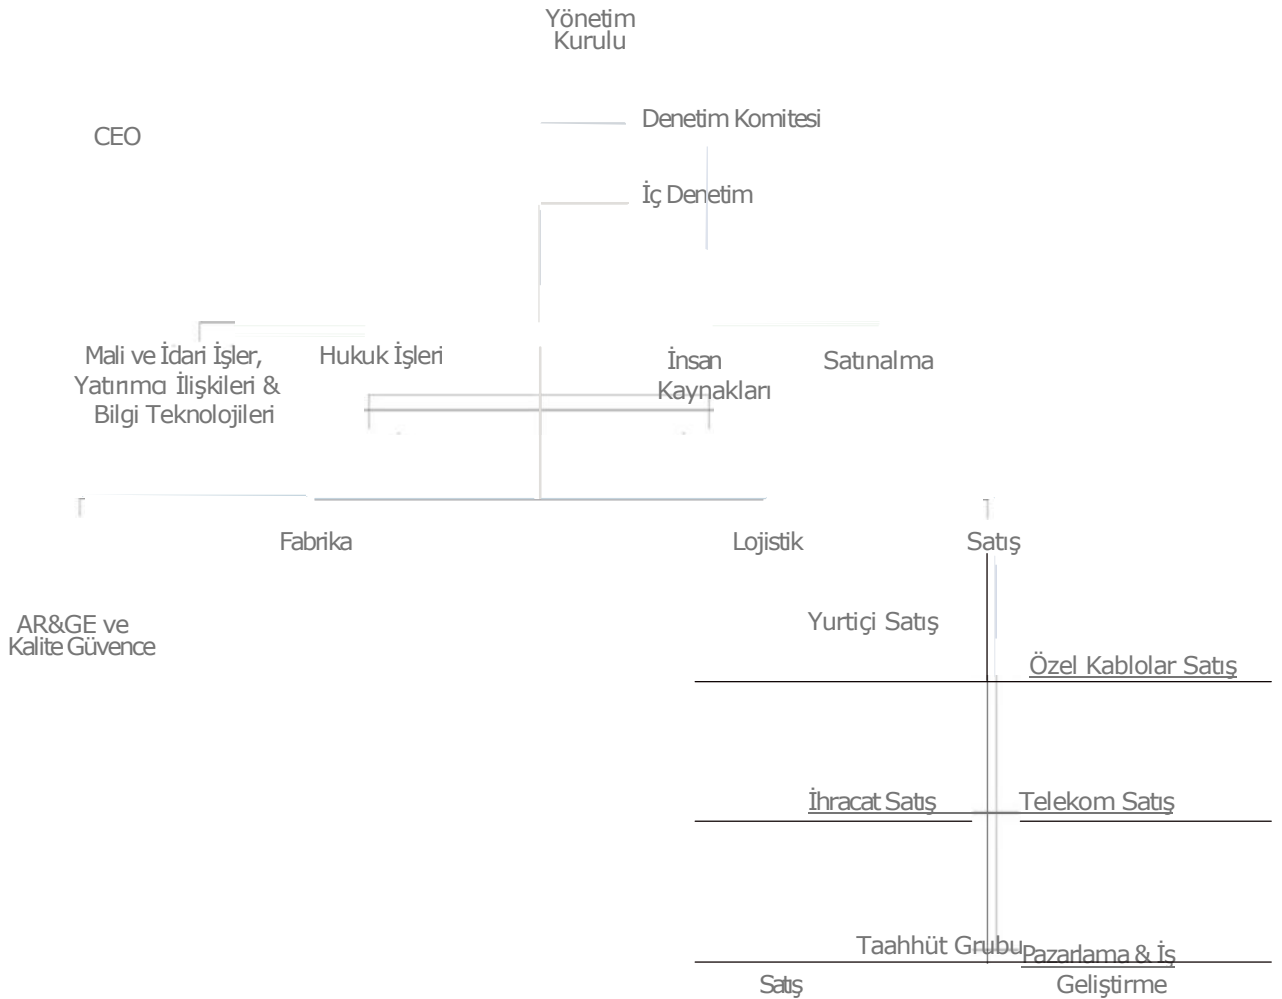 Yönetim
Kurulu
Denetim Komitesi
CEO
İç Denetim
Mali ve İdari İşler,
Yatırımcı İlişkileri &
Bilgi Teknolojileri
Hukuk İşleri
İnsan
Kaynakları
Satınalma
Fabrika
Lojistik
Satış
AR&GE ve
Kalite Güvence
Yurtiçi Satış
Özel Kablolar Satış
İhracat Satış
Telekom Satış
Taahhüt Grubu
Satış
Pazarlama & İş
Geliştirme